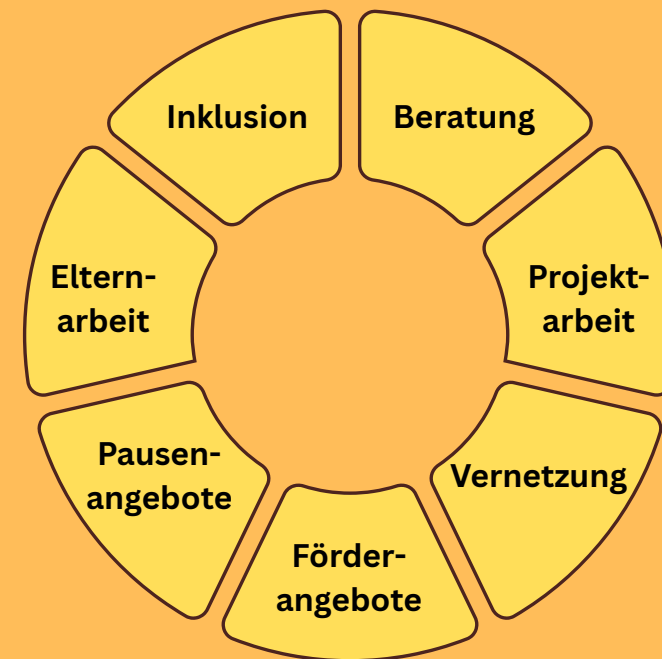 Inklusion
Beratung
Eltern-
arbeit
Projekt-
arbeit
Pausen-
angebote
Vernetzung
Förder-
angebote